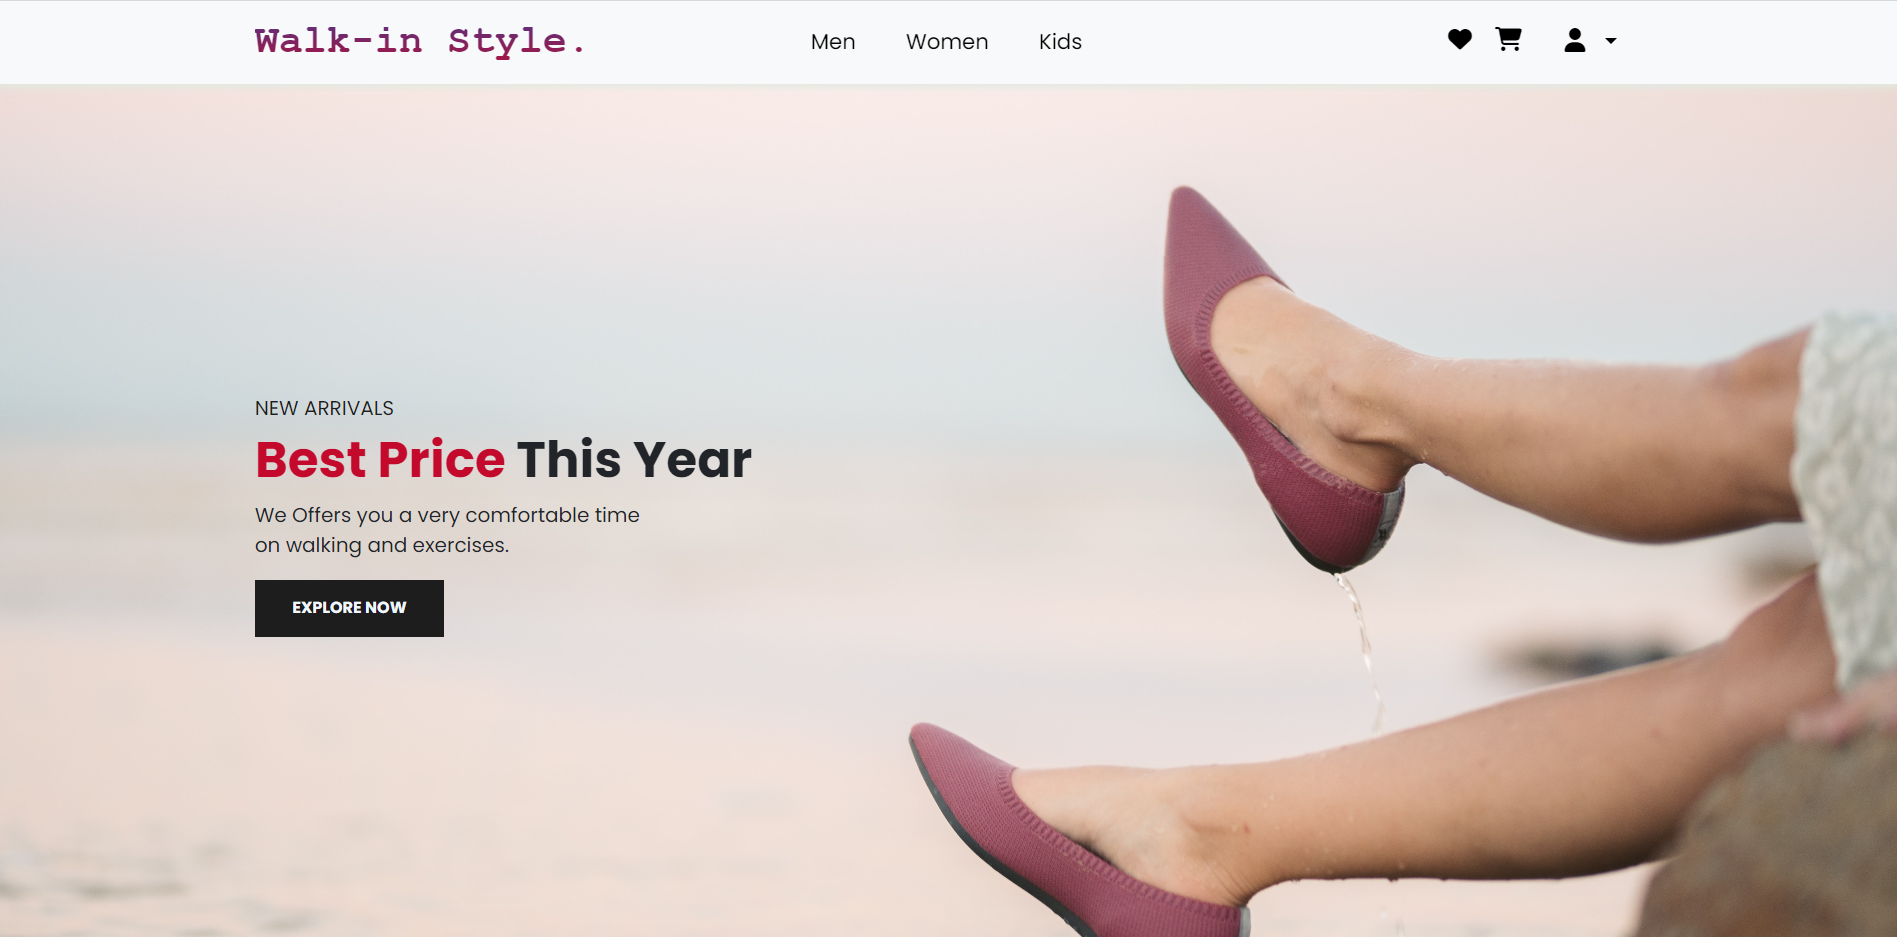 Walk-in Style.
Men Women Kids
NEW ARRIVALS
Best Price This Year
We Offers you a very comfortable time
on walking and exercises.
EXPLORE NOW